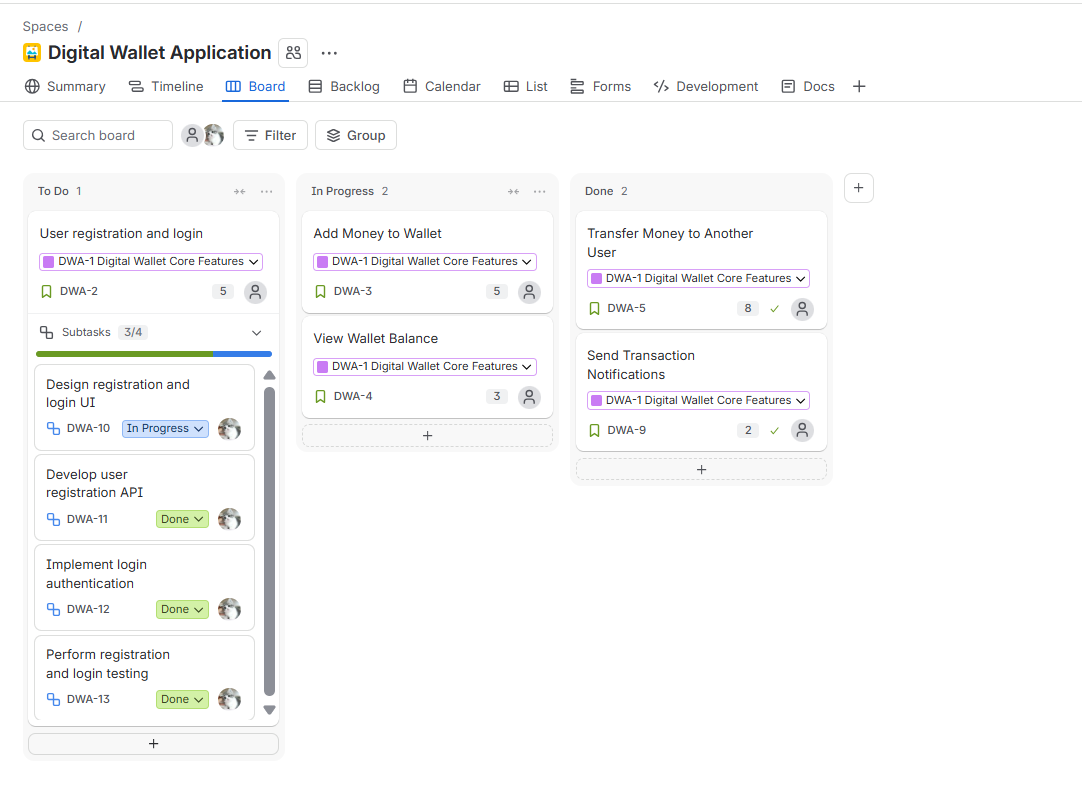 Spaces /
Digital Wallet Application
Summary Timeline Board Backlog Calendar List Forms Development Docs
Search board Filter Group
To Do 1
User registration and login
DWA-1 Digital Wallet Core Features
DWA-2 5
Subtasks 3/4
Design registration and
login UI
DWA-10 In Progress
Develop user
registration API
DWA-11 Done
Implement login
authentication
DWA-12 Done
Perform registration
and login testing
DWA-13 Done
In Progress 2
Add Money to Wallet
DWA-1 Digital Wallet Core Features
DWA-3 5
View Wallet Balance
DWA-1 Digital Wallet Core Features
DWA-4 3
Done 2
Transfer Money to Another
User
DWA-1 Digital Wallet Core Features
DWA-5 8
Send Transaction
Notifications
DWA-1 Digital Wallet Core Features
DWA-9 2